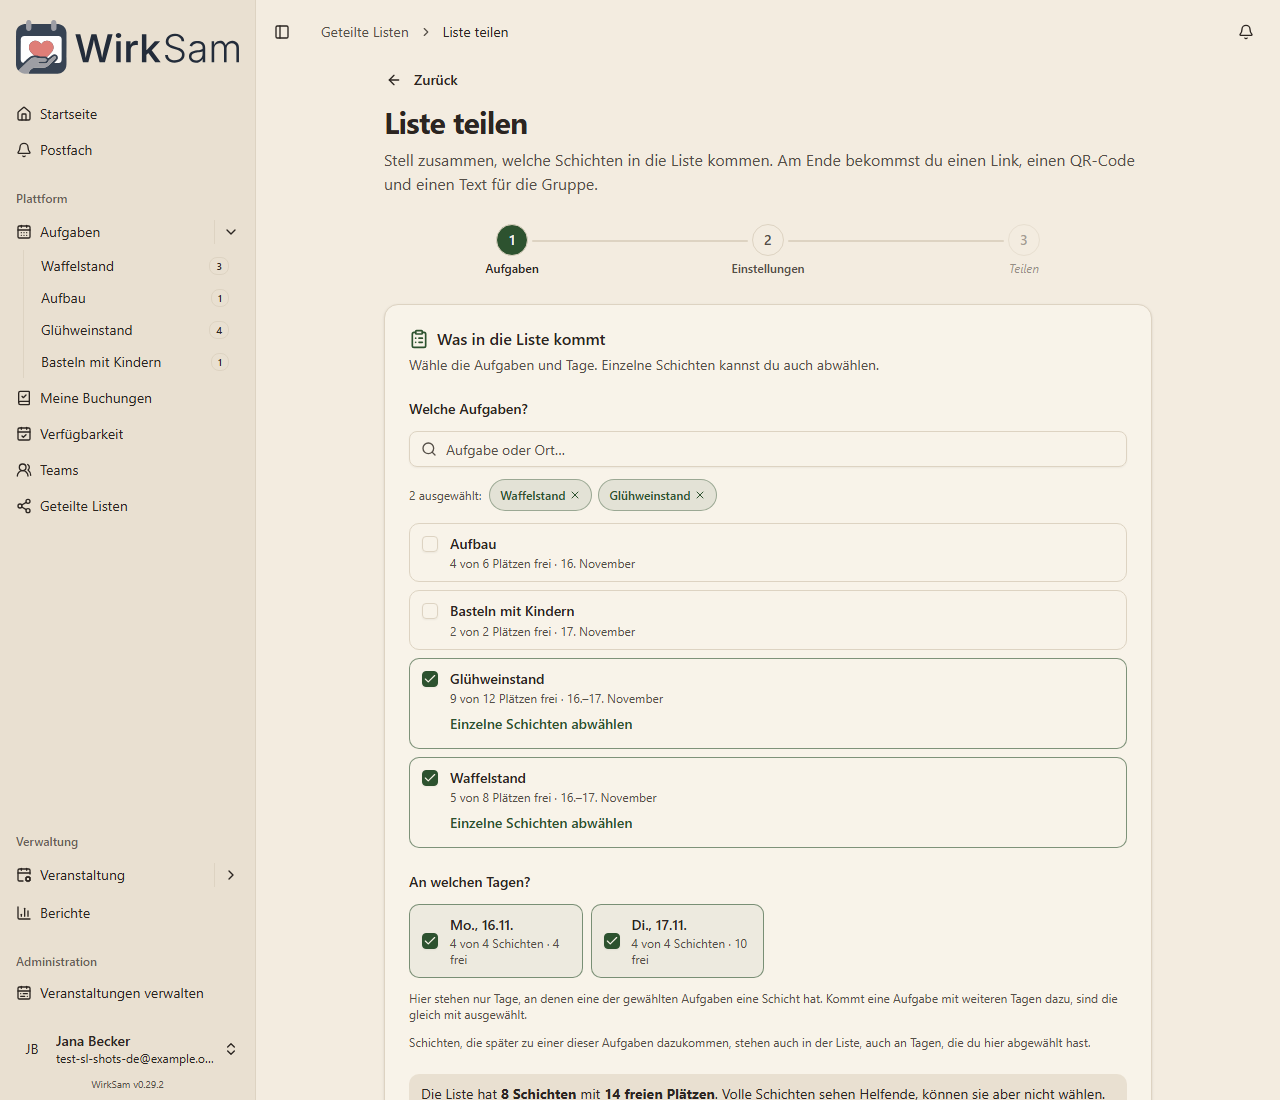 WirkSam
Startseite
Postfach
Plattform
Aufgaben
Waffelstand 3
Aufbau 1
Glühweinstand 4
Basteln mit Kindern 1
Meine Buchungen
Verfügbarkeit
Teams
Geteilte Listen
Verwaltung
Veranstaltung
Berichte
Administration
Veranstaltungen verwalten
JB
Jana Becker
test-sl-shots-de@example.o...
WirkSam v0.29.2
Geteilte Listen > Liste teilen
Zurück
Liste teilen
Stell zusammen, welche Schichten in die Liste kommen. Am Ende bekommst du einen Link, einen QR-Code
und einen Text für die Gruppe.
1 2 3
Aufgaben Einstellungen Teilen
Was in die Liste kommt
Wähle die Aufgaben und Tage. Einzelne Schichten kannst du auch abwählen.
Welche Aufgaben?
Aufgabe oder Ort...
2 ausgewählt: Waffelstand × Glühweinstand ×
Aufbau
4 von 6 Plätzen frei · 16. November
Basteln mit Kindern
2 von 2 Plätzen frei · 17. November
Glühweinstand
9 von 12 Plätzen frei · 16.–17. November
Einzelne Schichten abwählen
Waffelstand
5 von 8 Plätzen frei · 16.–17. November
Einzelne Schichten abwählen
An welchen Tagen?
Mo., 16.11.
4 von 4 Schichten · 4
frei
Di., 17.11.
4 von 4 Schichten · 10
frei
Hier stehen nur Tage, an denen eine der gewählten Aufgaben eine Schicht hat. Kommt eine Aufgabe mit weiteren Tagen dazu, sind die
gleich mit ausgewählt.
Schichten, die später zu einer dieser Aufgaben dazukommen, stehen auch in der Liste, auch an Tagen, die du hier abgewählt hast.
Die Liste hat 8 Schichten mit 14 freien Plätzen. Volle Schichten sehen Helfende, können sie aber nicht wählen.